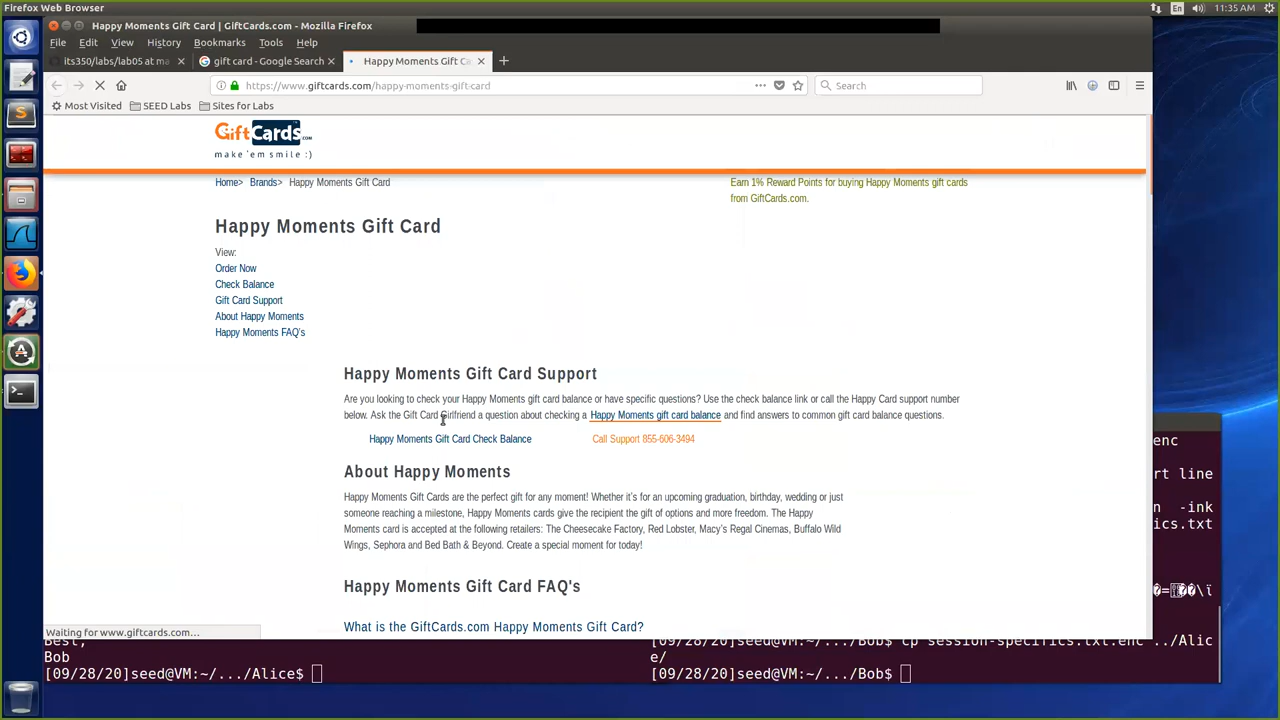 Firefox Web Browser
En
11:35 AM
Happy Moments Gift Card | GiftCards.com - Mozilla Firefox
File Edit View History Bookmarks Tools Help
its350/labs/lab05 at ma
gift card - Google Search
Happy Moments Gift Ca
https://www.giftcards.com/happy-moments-gift-card
Search
Most Visited
SEED Labs
Sites for Labs
GiftCards.com
make 'em smile :)
Home> Brands> Happy Moments Gift Card
Earn 1% Reward Points for buying Happy Moments gift cards
from GiftCards.com.
Happy Moments Gift Card
View:
Order Now
Check Balance
Gift Card Support
About Happy Moments
Happy Moments FAQ's
Happy Moments Gift Card Support
Are you looking to check your Happy Moments gift card balance or have specific questions? Use the check balance link or call the Happy Card support number
below. Ask the Gift Card Girlfriend a question about checking a Happy Moments gift card balance and find answers to common gift card balance questions.
Happy Moments Gift Card Check Balance
Call Support 855-606-3494
About Happy Moments
Happy Moments Gift Cards are the perfect gift for any moment! Whether it's for an upcoming graduation, birthday, wedding or just
someone reaching a milestone, Happy Moments cards give the recipient the gift of options and more freedom. The Happy
Moments card is accepted at the following retailers: The Cheesecake Factory, Red Lobster, Macy's Regal Cinemas, Buffalo Wild
Wings, Sephora and Bed Bath & Beyond. Create a special moment for today!
Happy Moments Gift Card FAQ's
What is the GiftCards.com Happy Moments Gift Card?
Waiting for www.giftcards.com…
enc
rt line
n -ink
ics.txt
Best,
Bob
[09/28/20]seed@VM:~/.../Alice$
[09/28/20]seed@VM:~/.../Bob$ cp session-specifics.txt.enc ../Alic
e/
[09/28/20]seed@VM:~/.../Bob$